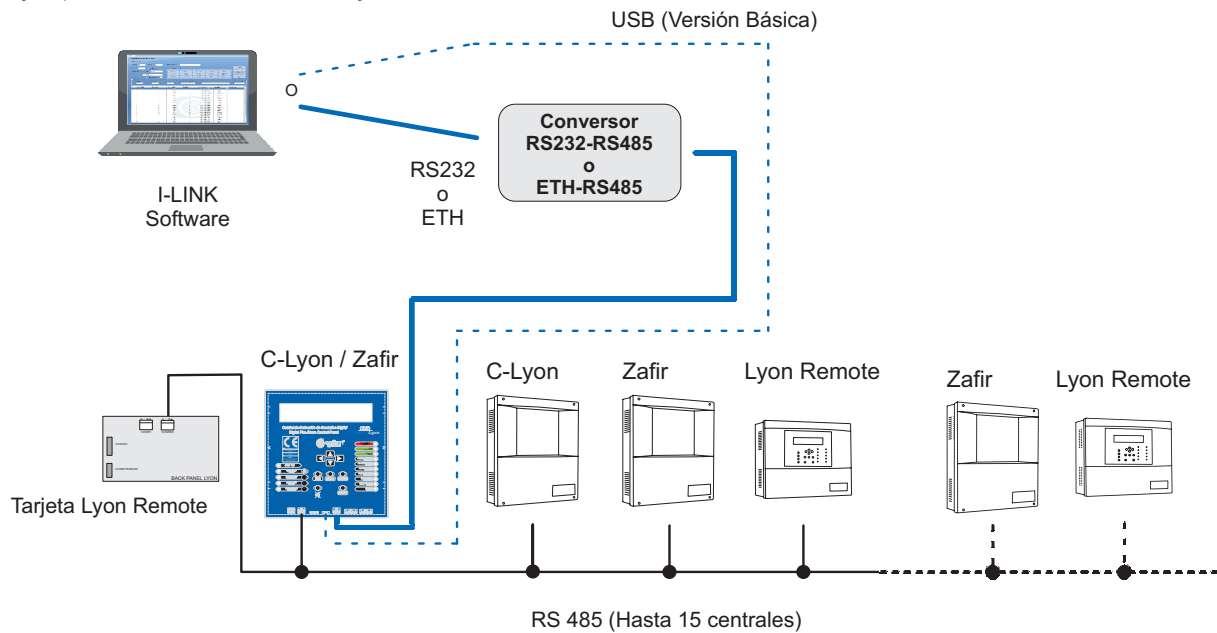 USB (Versión Básica)
O
Conversor
RS232-RS485
o
ETH-RS485
RS232
o
ETH
I-LINK
Software
C-Lyon / Zafir
C-Lyon
Zafir
Lyon Remote
Zafir
Lyon Remote
BACK PANEL LYON
Tarjeta Lyon Remote
RS 485 (Hasta 15 centrales)